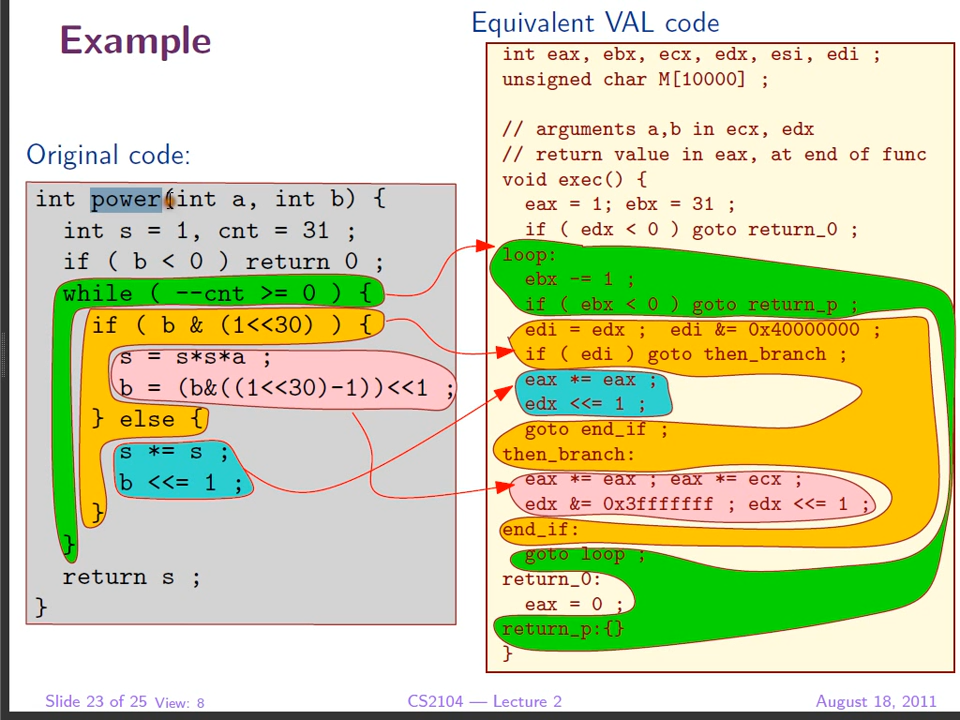 Example
Original code:
int power(int a, int b) {
int s = 1, cnt = 31 ;
if ( b < 0 ) return 0 ;
while ( --cnt >= 0 ) {
if ( b & (1<<30) ) {
s = s*s*a ;
b = (b&((1<<30)-1))<<1 ;
} else {
s *= s ;
b <<= 1 ;
}
}
return s ;
}
Equivalent VAL code
int eax, ebx, ecx, edx, esi, edi ;
unsigned char M[10000] ;
// arguments a,b in ecx, edx
// return value in eax, at end of func
void exec() {
eax = 1; ebx = 31 ;
if ( edx < 0 ) goto return_0 ;
loop:
ebx -= 1 ;
if ( ebx < 0 ) goto return_p ;
edi = edx ; edi &= 0x40000000 ;
if ( edi ) goto then_branch ;
eax *= eax ;
edx <<= 1 ;
goto end_if ;
then_branch:
eax *= eax ; eax *= ecx ;
edx &= 0x3fffffff ; edx <<= 1 ;
end_if:
goto loop ;
return_0:
eax = 0 ;
return_p:{}
}
Slide 23 of 25 View: 8
CS2104 — Lecture 2
August 18, 2011